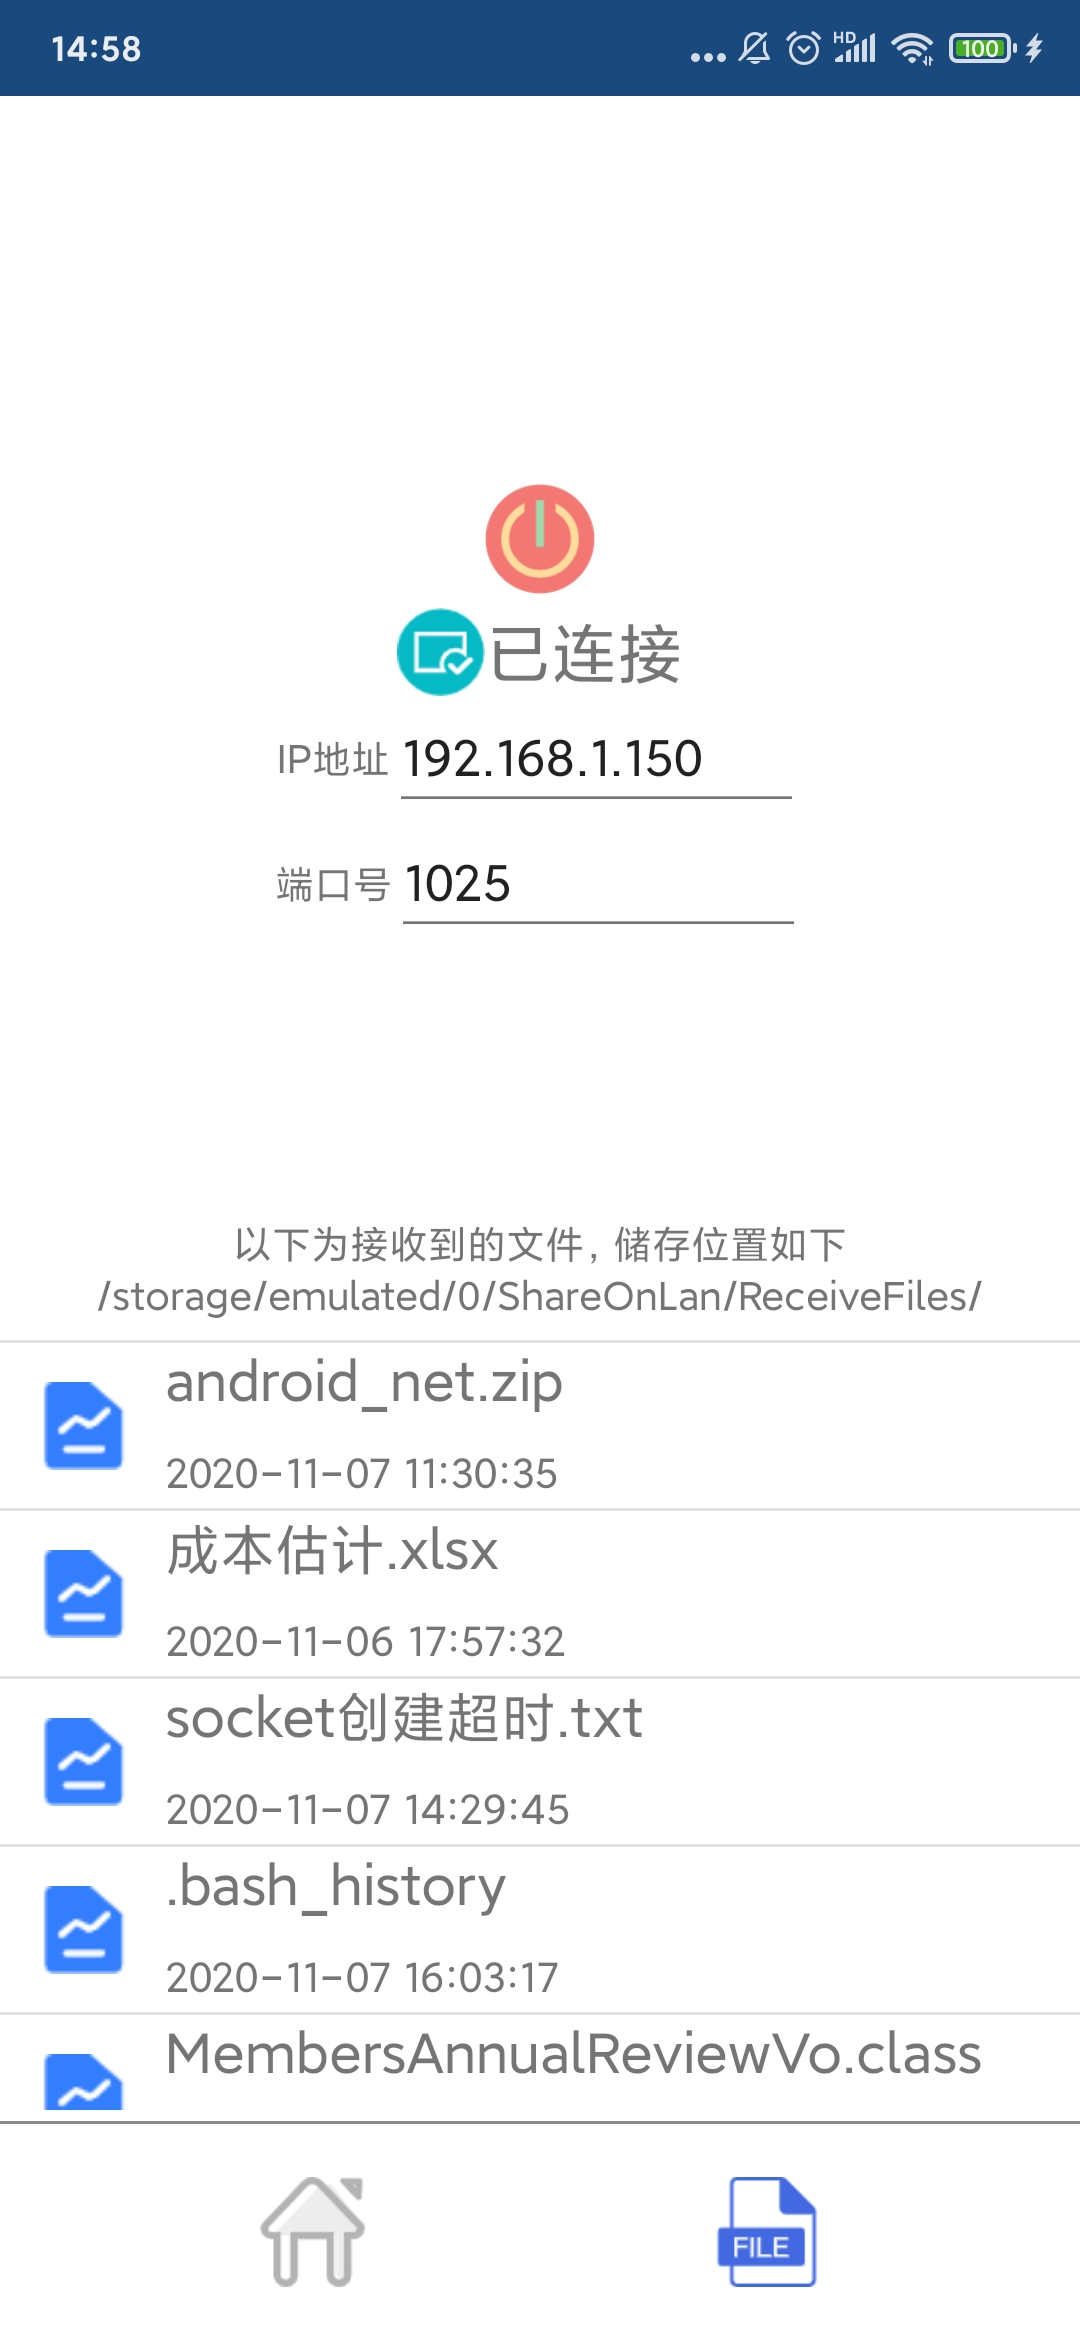 14:58
HD
100
已连接
IP地址 192.168.1.150
端口号 1025
以下为接收到的文件，储存位置如下
/storage/emulated/0/ShareOnLan/ReceiveFiles/
android_net.zip
2020-11-07 11:30:35
成本估计.xlsx
2020-11-06 17:57:32
socket创建超时.txt
2020-11-07 14:29:45
.bash_history
2020-11-07 16:03:17
MembersAnnualReviewVo.class
FILE